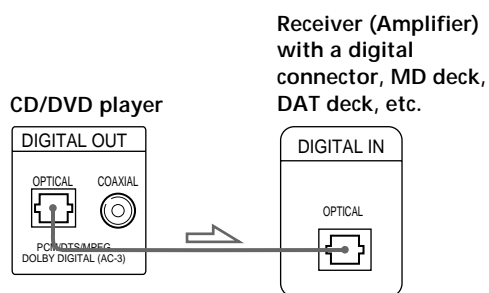 Receiver (Amplifier)
with a digital
connector, MD deck,
DAT deck, etc.
CD/DVD player
DIGITAL OUT
OPTICAL
COAXIAL
PCM/DTS/MPEG
DOLBY DIGITAL (AC-3)
DIGITAL IN
OPTICAL